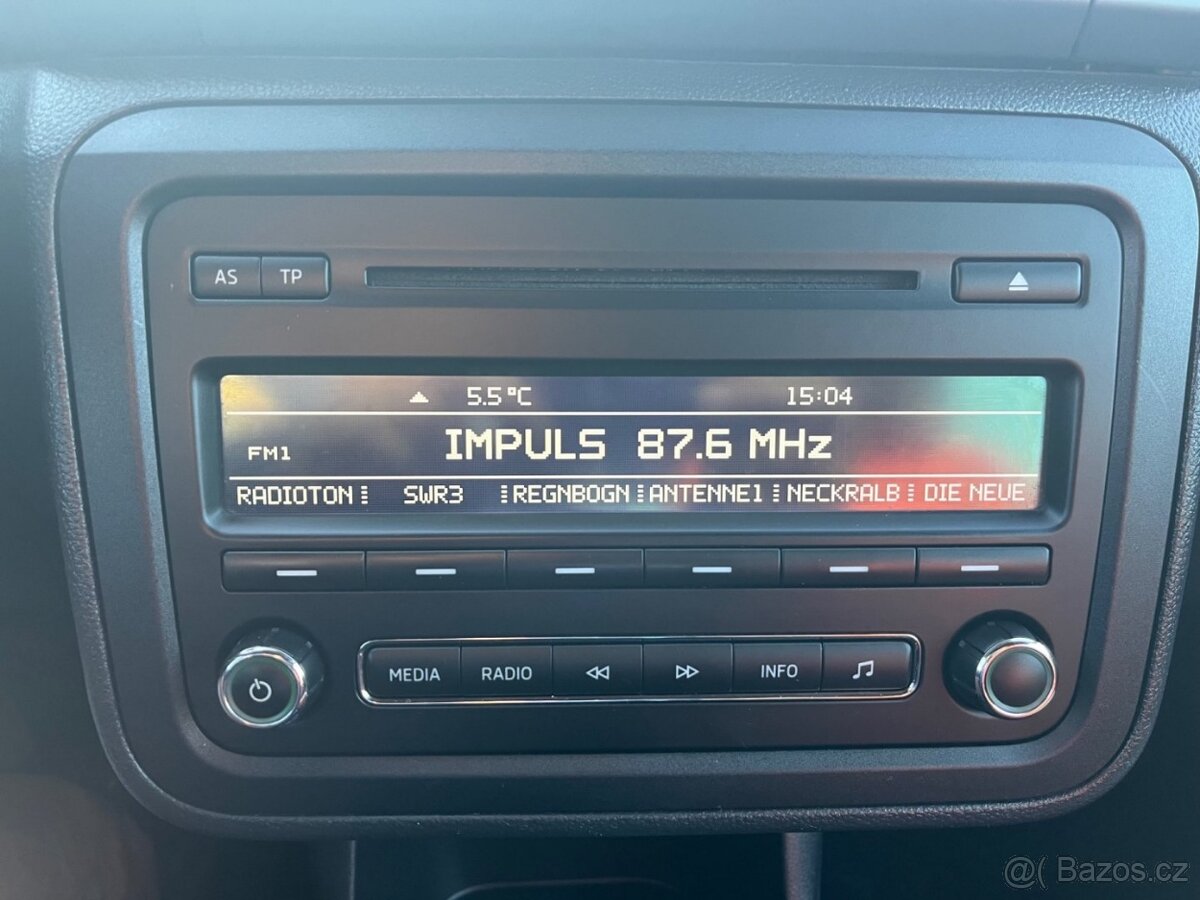 AS TP
5.5°C 15:04
FM1 IMPULS 87.6 MHz
RADIOTON SWR3 REGNBOGN ANTENNE1 NECKRALB DIE NEUE
MEDIA RADIO INFO
@( Bazos.cz